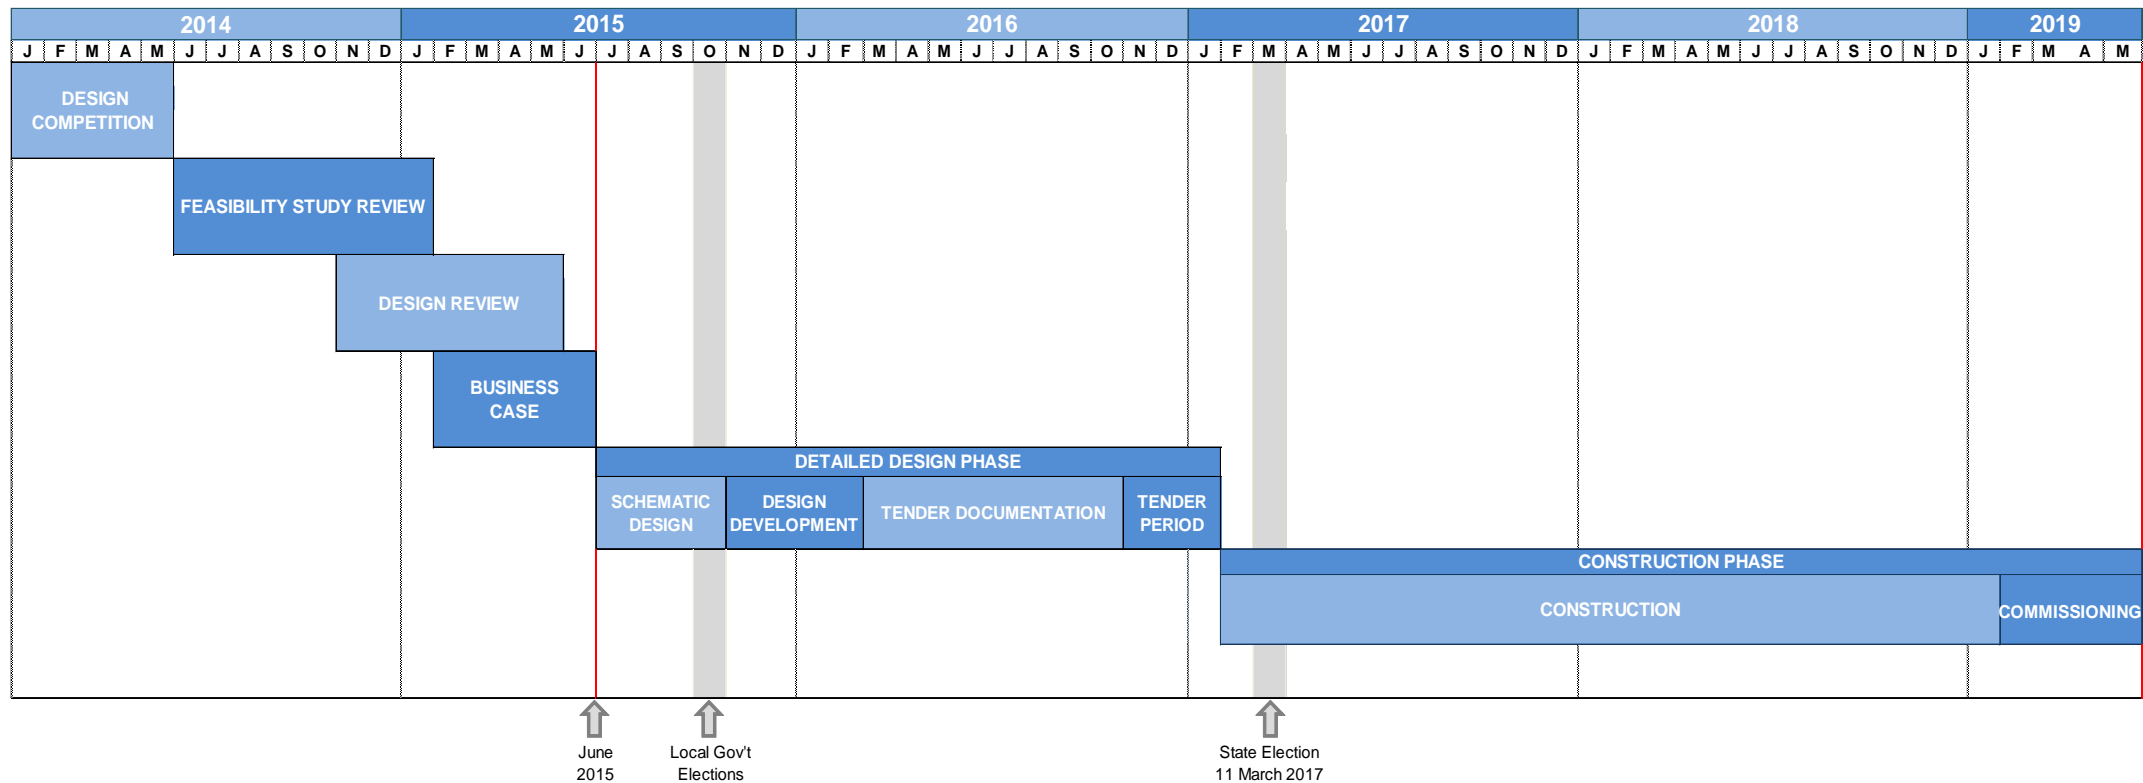 2014 2015 2016 2017 2018 2019
J F M A M J J A S O N D J F M A M J J A S O N D J F M A M J J A S O N D J F M A M J J A S O N D J F M A M J J A S O N D J F M A M
DESIGN
COMPETITION
FEASIBILITY STUDY REVIEW
DESIGN REVIEW
BUSINESS
CASE
DETAILED DESIGN PHASE
SCHEMATIC
DESIGN
DESIGN
DEVELOPMENT
TENDER DOCUMENTATION
TENDER
PERIOD
CONSTRUCTION PHASE
CONSTRUCTION
COMMISSIONING
June
2015
Local Gov't
Elections
State Election
11 March 2017